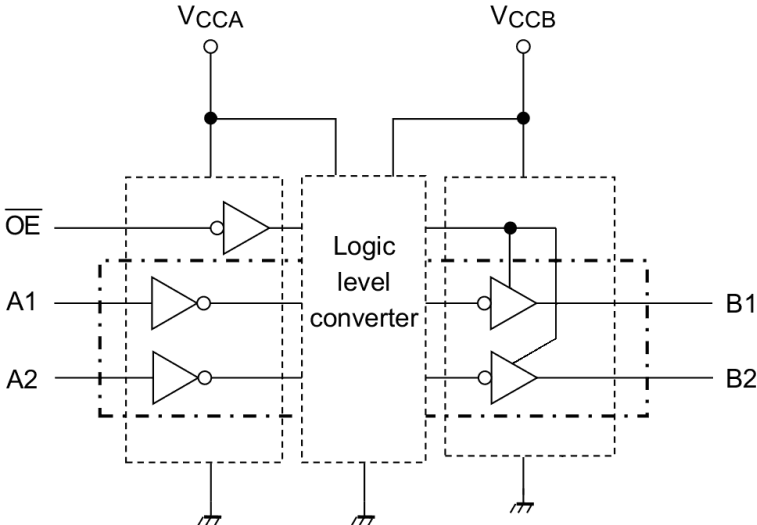 VCCA
VCCB
OE
Logic
level
converter
A1
B1
A2
B2